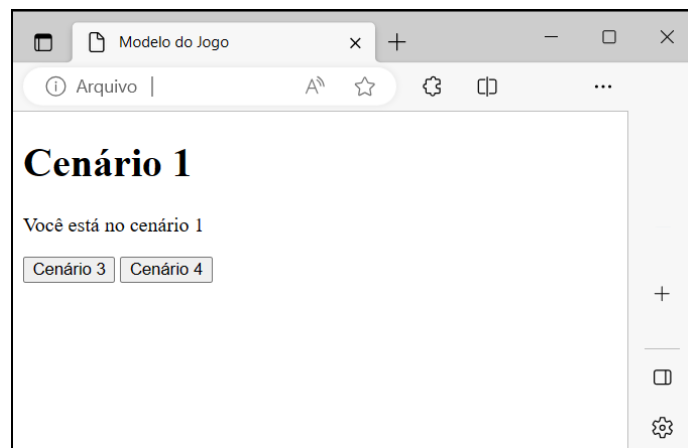 Modelo do Jogo
Arquivo
Cenário 1
Você está no cenário 1
Cenário 3 Cenário 4